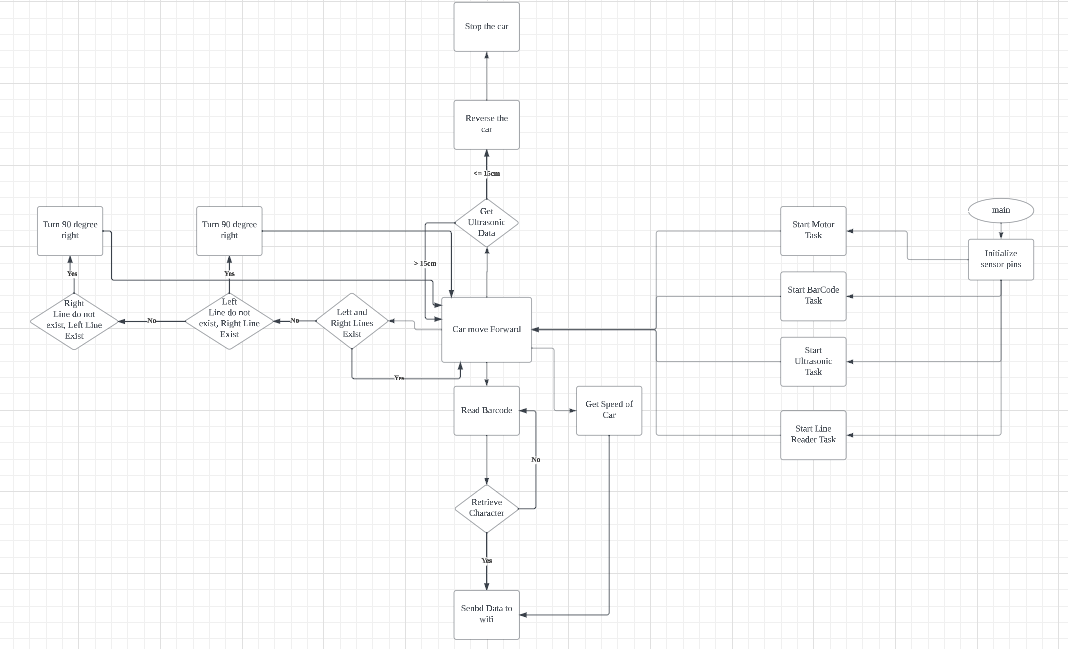 Stop the car
Reverse the
car
<= 15cm
Get
Ultrasonic
Data
> 15cm
Turn 90 degree
right
Turn 90 degree
right
Start Motor
Task
main
Initialize
sensor pins
Yes
Yes
Start BarCode
Task
Right
Line do not
exist, Left LIne
Exist
No
Left
Line do not
exist, Right Line
Exist
No
Left and
Right Lines
Exist
Yes
Car move Forward
Start
Ultrasonic
Task
Read Barcode
Get Speed of
Car
Start Line
Reader Task
No
Retrieve
Character
Yes
Senbd Data to
wifi